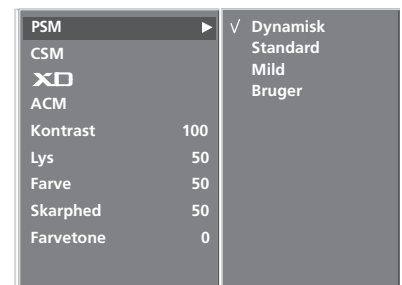 PSM ▶
CSM
XD
ACM
Kontrast 100
Lys 50
Farve 50
Skarphed 50
Farvetone 0
√ Dynamisk
Standard
Mild
Bruger